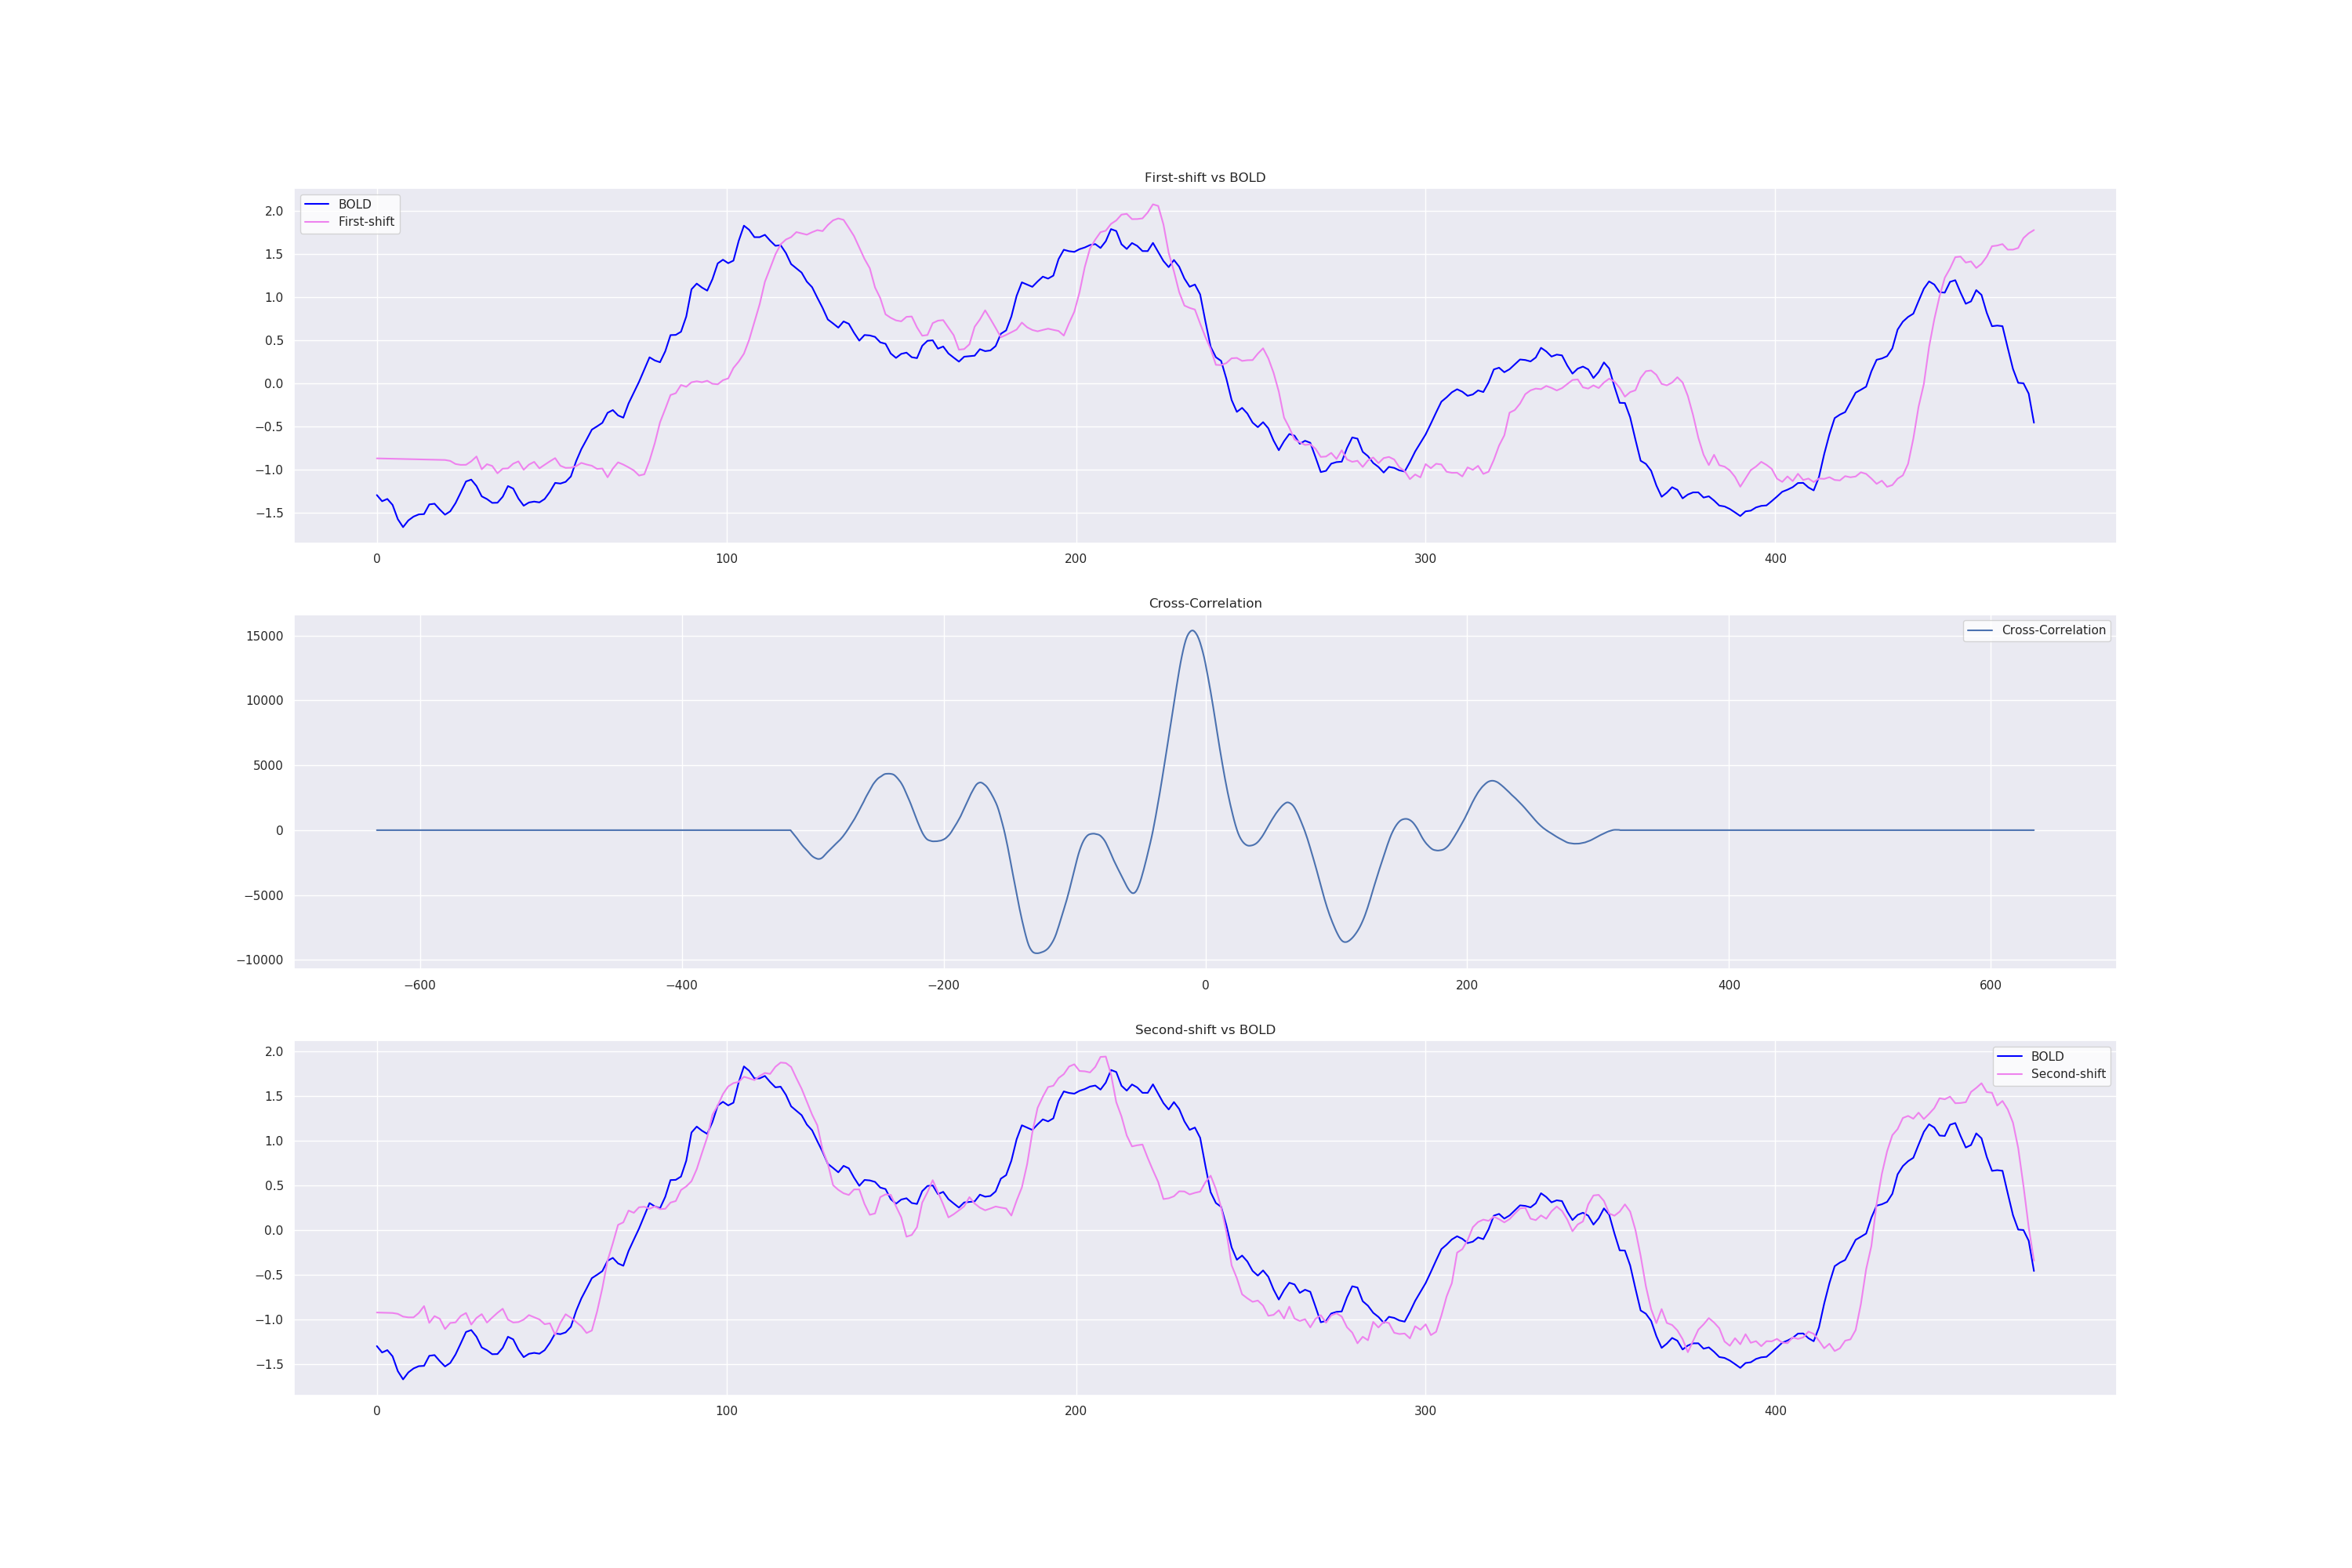 First-shift vs BOLD
BOLD
First-shift
2.0
1.5
1.0
0.5
0.0
−0.5
−1.0
−1.5
0 100 200 300 400
Cross-Correlation
Cross-Correlation
15000
10000
5000
0
−5000
−10000
−600 −400 −200 0 200 400 600
Second-shift vs BOLD
BOLD
Second-shift
2.0
1.5
1.0
0.5
0.0
−0.5
−1.0
−1.5
0 100 200 300 400